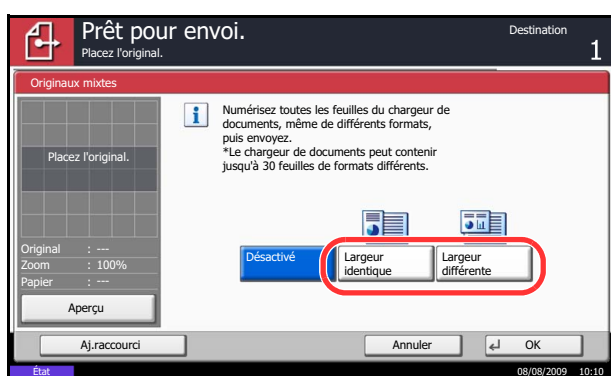 Prêt pour envoi.
Placez l'original.
Destination
1
Originaux mixtes
Numérisez toutes les feuilles du chargeur de
documents, même de différents formats,
puis envoyez.
*Le chargeur de documents peut contenir
jusqu'à 30 feuilles de formats différents.
Placez l'original.
Original : ---
Zoom : 100%
Papier : ---
Aperçu
Désactivé
Largeur
identique
Largeur
différente
Aj.raccourci
Annuler
OK
État
08/08/2009 10:10